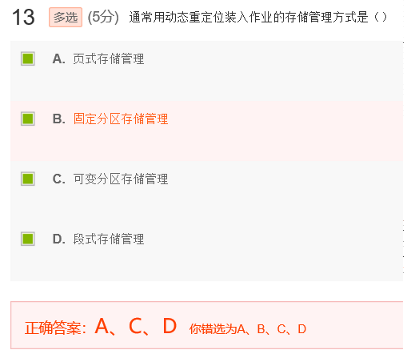 13 多选 (5分) 通常用动态重定位装入作业的存储管理方式是（）
A. 页式存储管理
B. 固定分区存储管理
C. 可变分区存储管理
D. 段式存储管理
正确答案：A、C、D 你错选为A、B、C、D